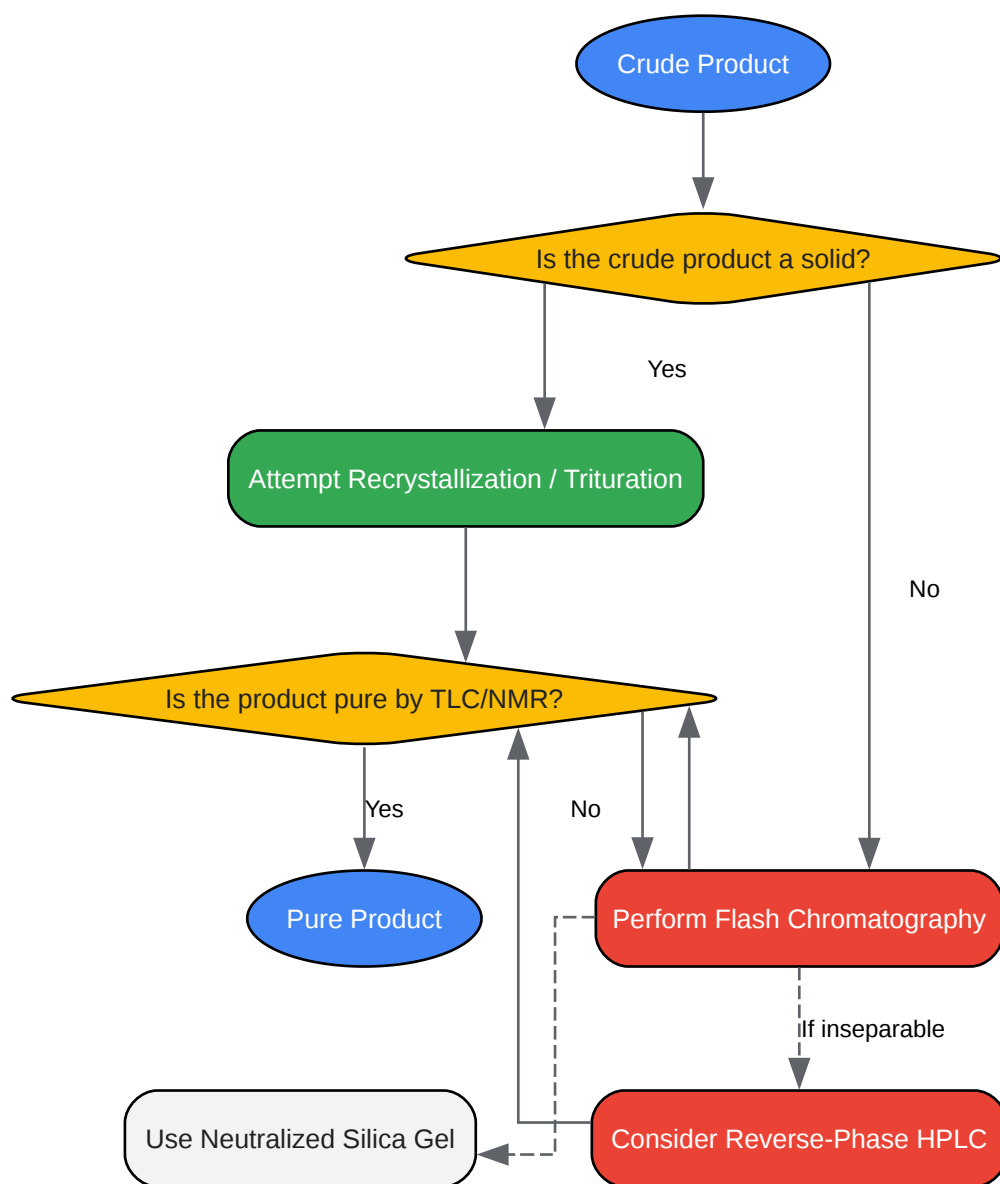 Crude Product
Is the crude product a solid?
Yes
Attempt Recrystallization / Trituration
No
Is the product pure by TLC/NMR?
Yes
No
Pure Product
Perform Flash Chromatography
If inseparable
Use Neutralized Silica Gel
Consider Reverse-Phase HPLC